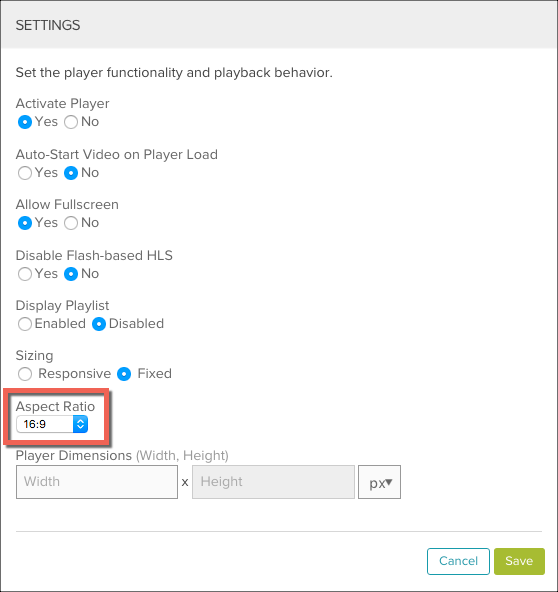 SETTINGS
Set the player functionality and playback behavior.
Activate Player
Yes No
Auto-Start Video on Player Load
Yes No
Allow Fullscreen
Yes No
Disable Flash-based HLS
Yes No
Display Playlist
Enabled Disabled
Sizing
Responsive Fixed
Aspect Ratio
16:9
Player Dimensions (Width, Height)
Width x Height px
Cancel Save